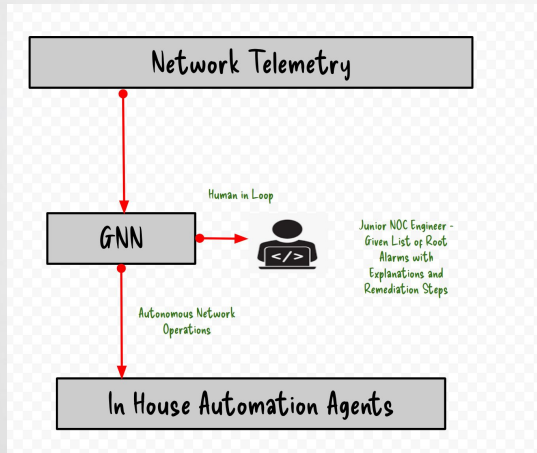 Network Telemetry
Human in Loop
GNN
</>
Junior NOC Engineer -
Given List of Root
Alarms with
Explanations and
Remediation Steps
Autonomous Network
Operations
In House Automation Agents